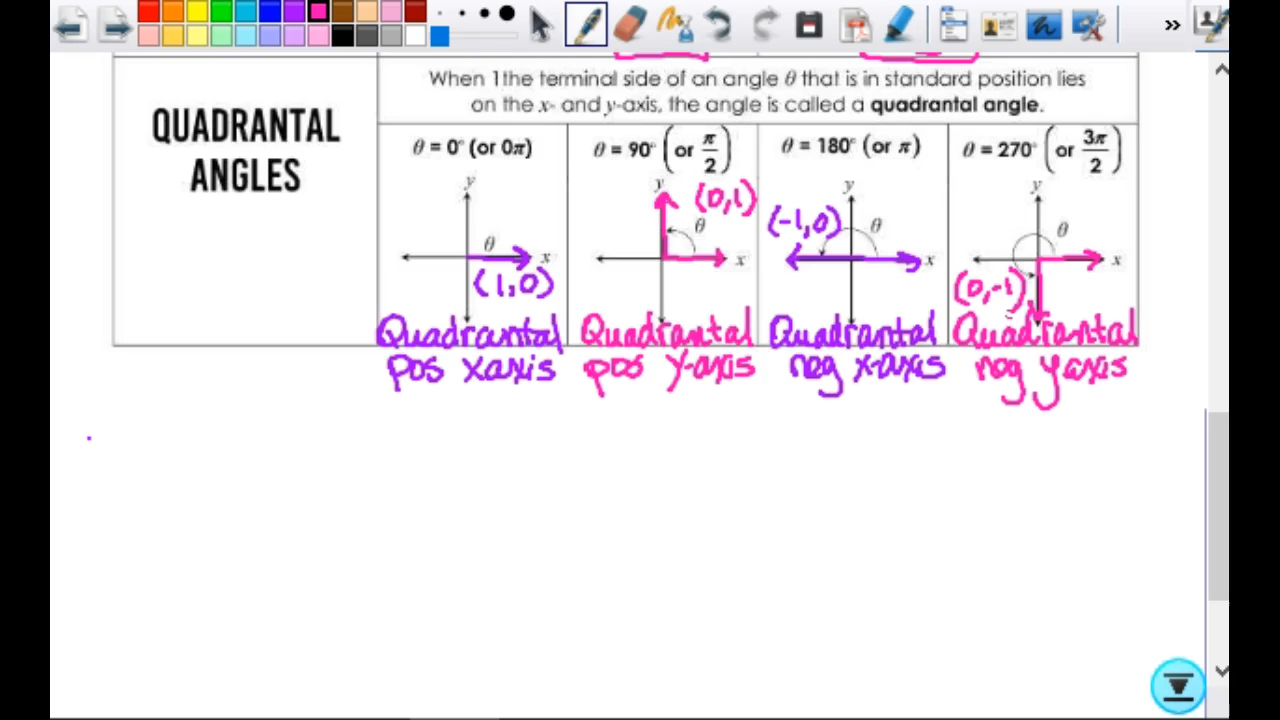 »
When 1the terminal side of an angle θ that is in standard position lies
on the x- and y-axis, the angle is called a quadrantal angle.
QUADRANTAL
ANGLES
θ = 0° (or 0π)
y
θ
x
(1,0)
Quadrantal
pos xaxis
θ = 90° (or π/2)
y
(0,1)
θ
x
Quadrantal
pos y-axis
θ = 180° (or π)
y
(-1,0)
θ
x
Quadrantal
neg x-axis
θ = 270° (or 3π/2)
y
θ
x
(0,-1)
Quadrantal
neg yaxis